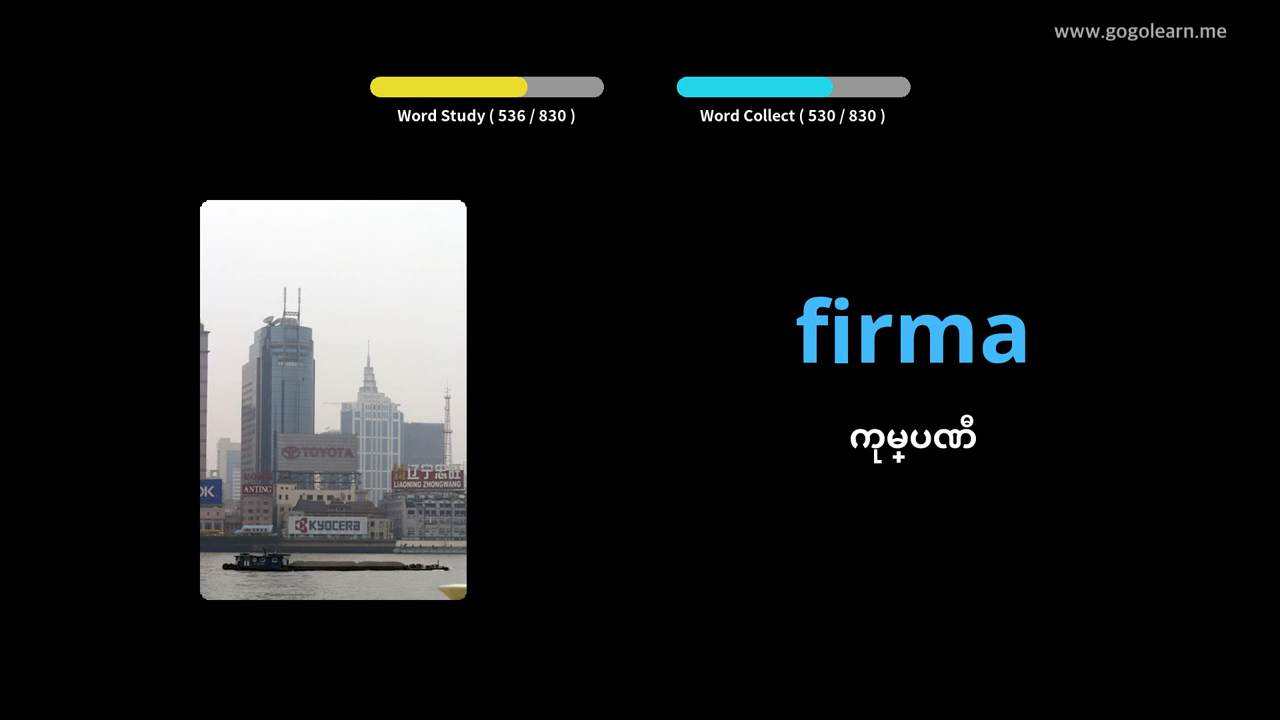 www.gogolearn.me
Word Study ( 536 / 830 )
Word Collect ( 530 / 830 )
firma
ကုမ္ပဏီ
TOYOTA
辽宁忠旺
LIAONING ZHONGWANG
ANTING
OK
KYOCERA